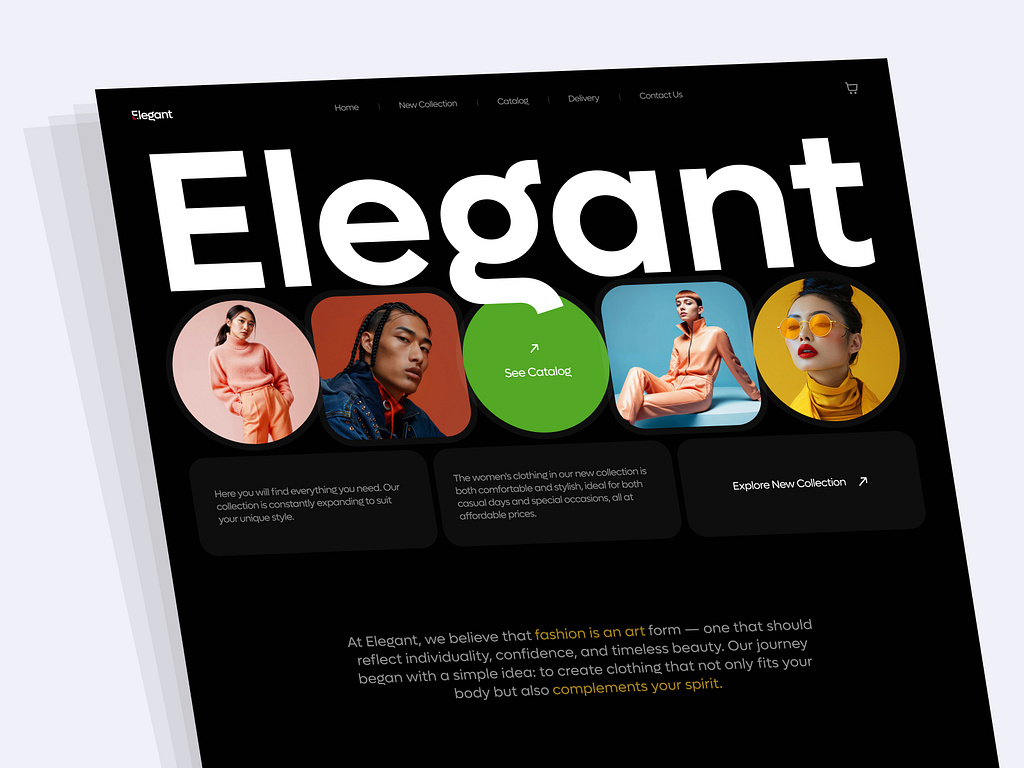 Elegant
Home
New Collection
Catalog
Delivery
Contact Us
Elegant
See Catalog
Here you will find everything you need. Our
collection is constantly expanding to suit
your unique style.
The women's clothing in our new collection is
both comfortable and stylish, ideal for both
casual days and special occasions, all at
affordable prices.
Explore New Collection
At Elegant, we believe that fashion is an art form — one that should
reflect individuality, confidence, and timeless beauty. Our journey
began with a simple idea: to create clothing that not only fits your
body but also complements your spirit.